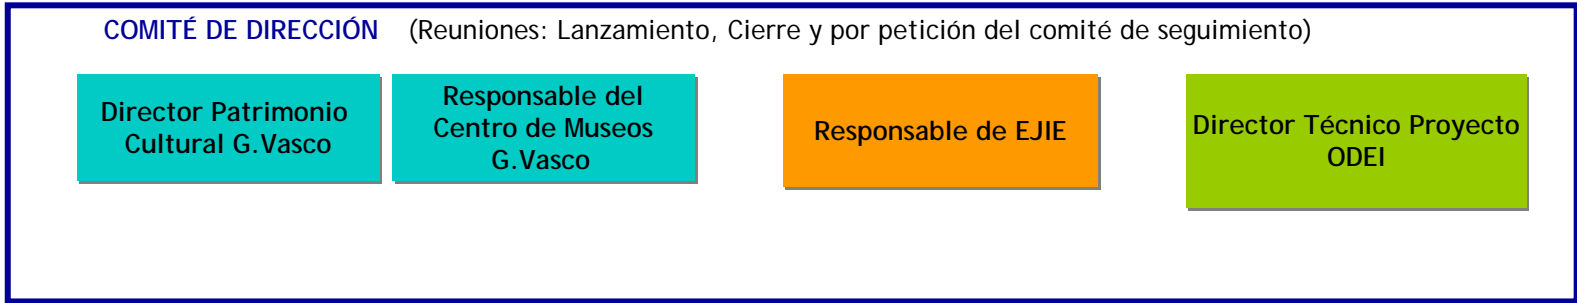 COMITÉ DE DIRECCIÓN (Reuniones: Lanzamiento, Cierre y por petición del comité de seguimiento)
Director Patrimonio
Cultural G.Vasco
Responsable del
Centro de Museos
G.Vasco
Responsable de EJIE
Director Técnico Proyecto
ODEI